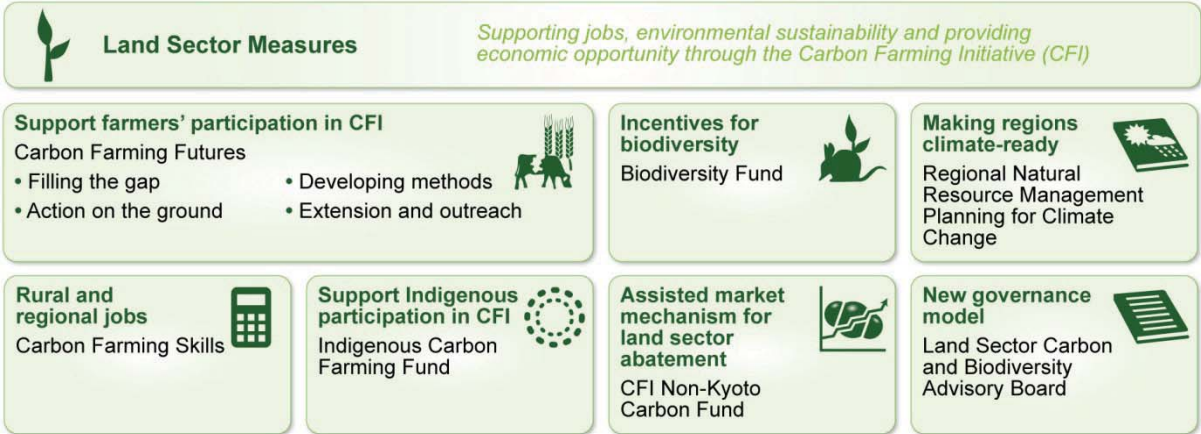 Land Sector Measures
Supporting jobs, environmental sustainability and providing
economic opportunity through the Carbon Farming Initiative (CFI)
Support farmers’ participation in CFI
Carbon Farming Futures
• Filling the gap
• Action on the ground
• Developing methods
• Extension and outreach
Incentives for
biodiversity
Biodiversity Fund
Making regions
climate-ready
Regional Natural
Resource Management
Planning for Climate
Change
Rural and
regional jobs
Carbon Farming Skills
Support Indigenous
participation in CFI
Indigenous Carbon
Farming Fund
Assisted market
mechanism for
land sector
abatement
CFI Non-Kyoto
Carbon Fund
New governance
model
Land Sector Carbon
and Biodiversity
Advisory Board